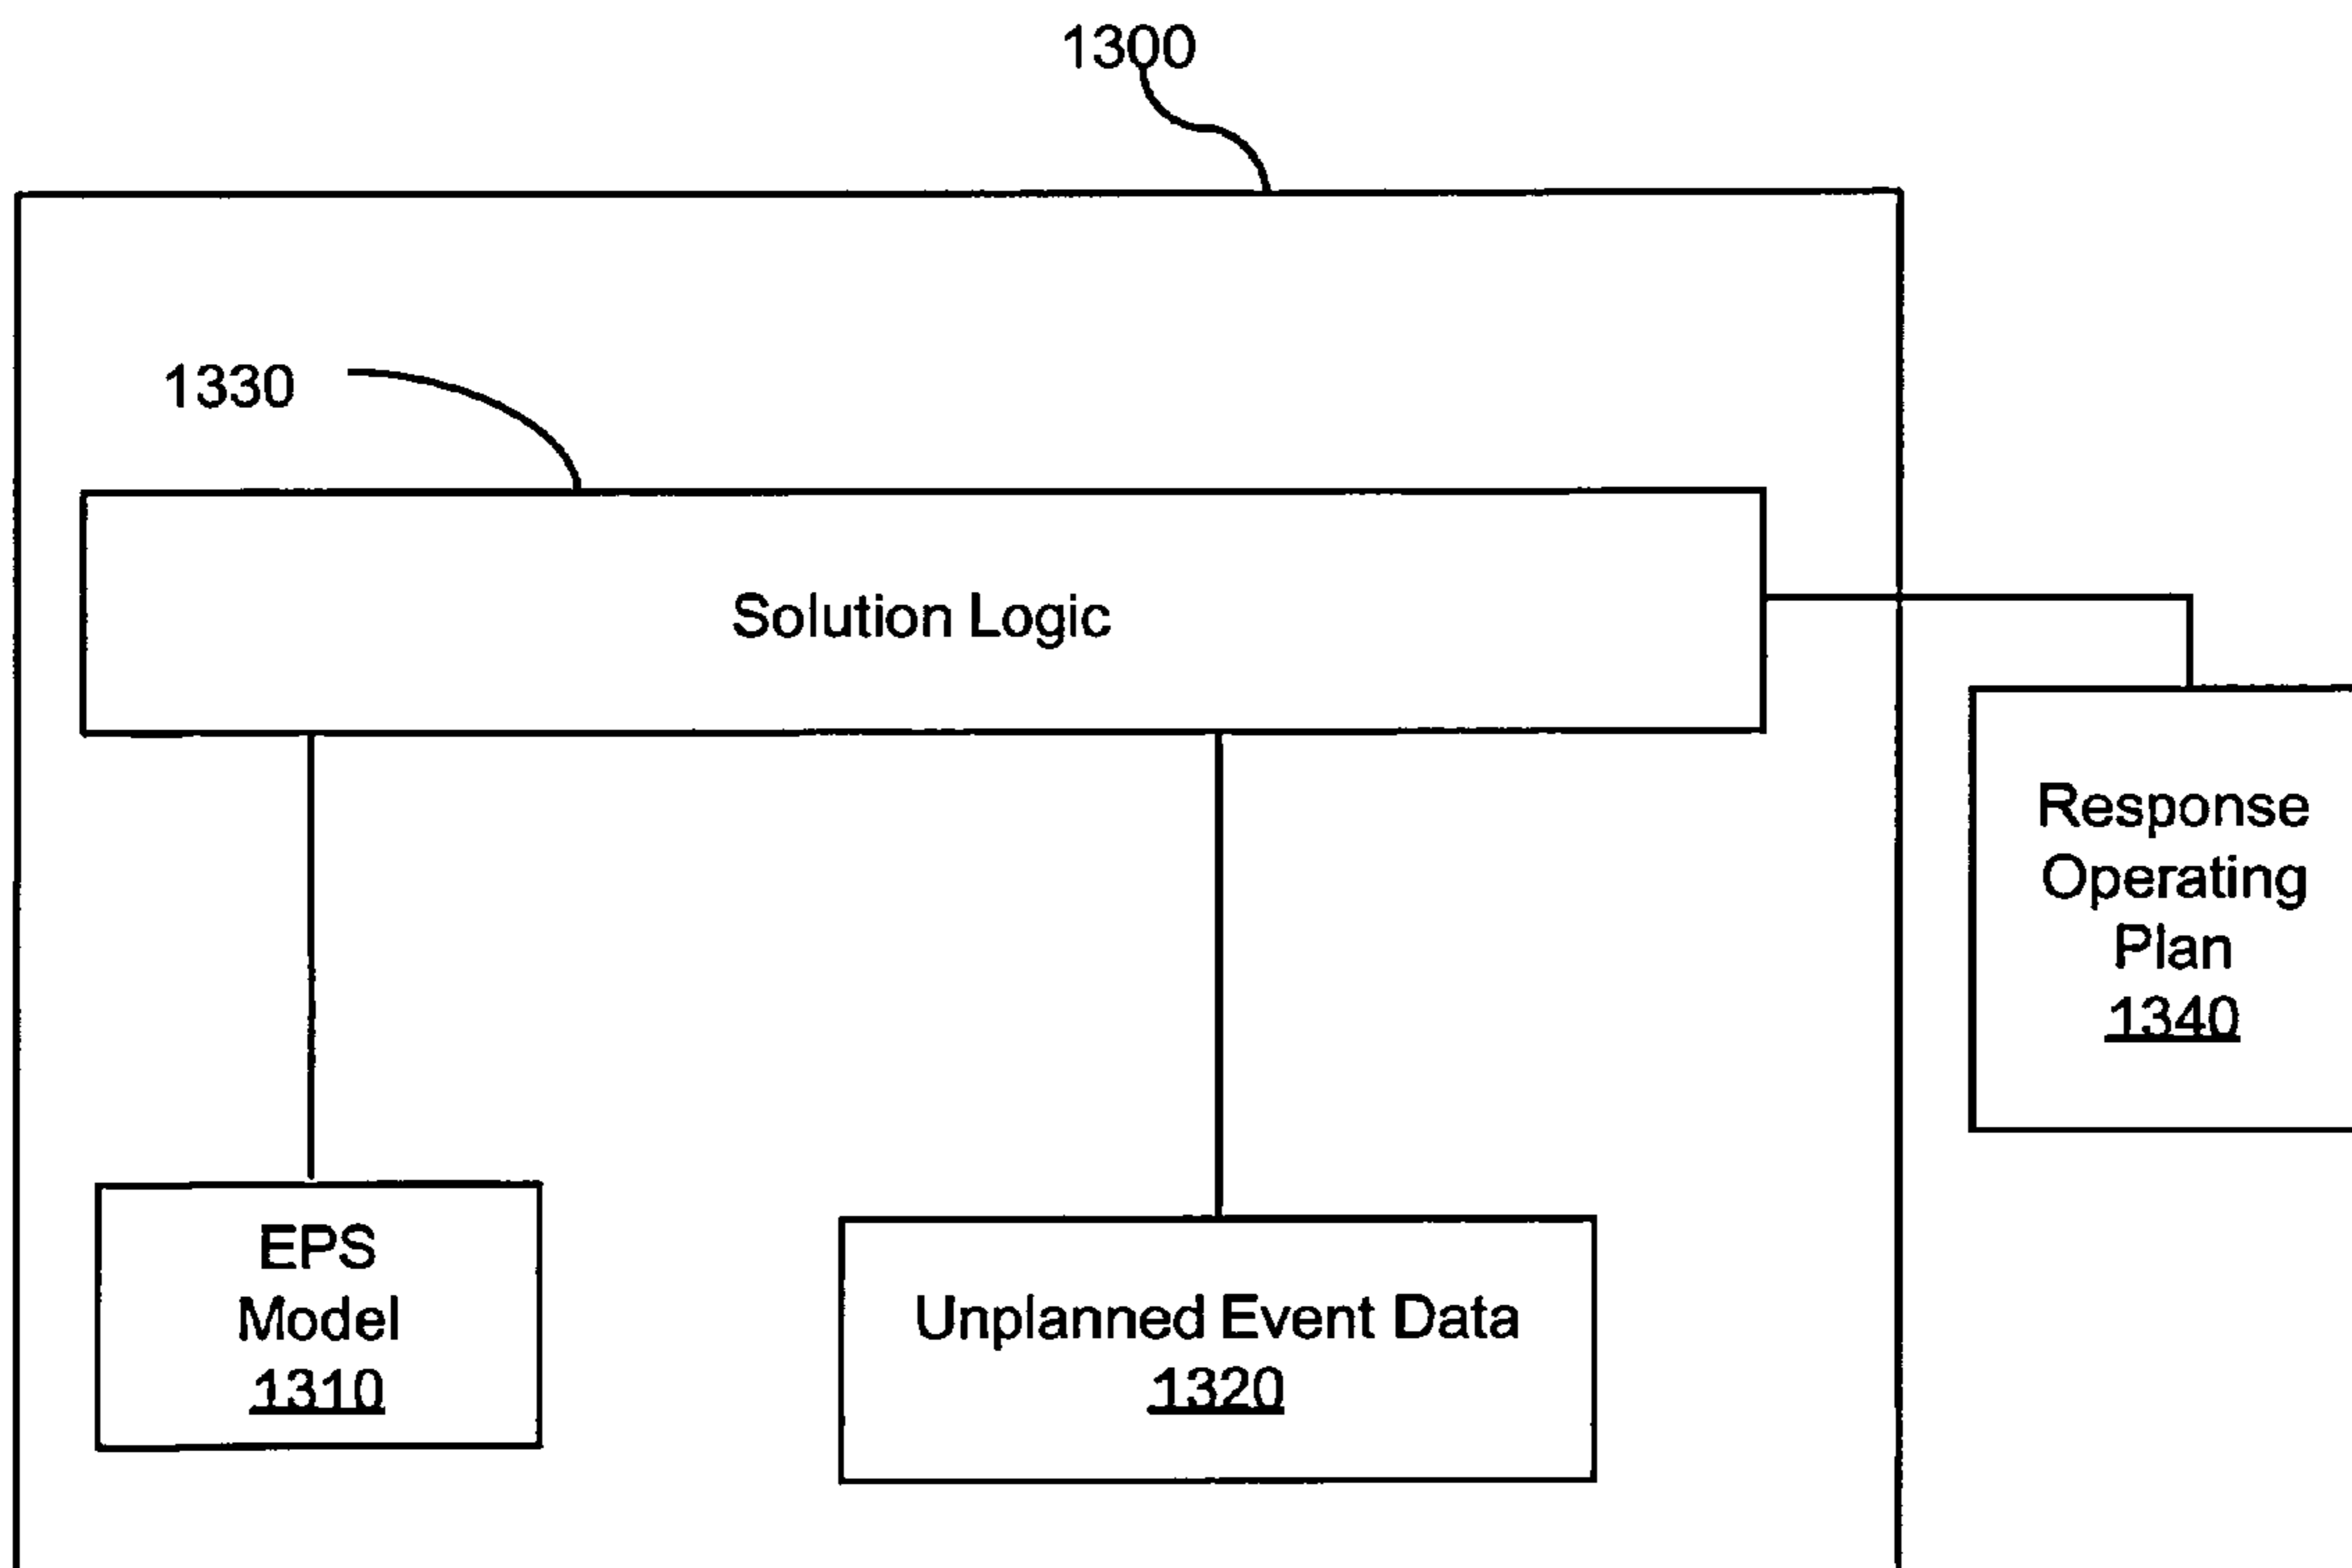 1300
1330
Solution Logic
Response
Operating
Plan
1340
EPS
Model
1310
Unplanned Event Data
1320